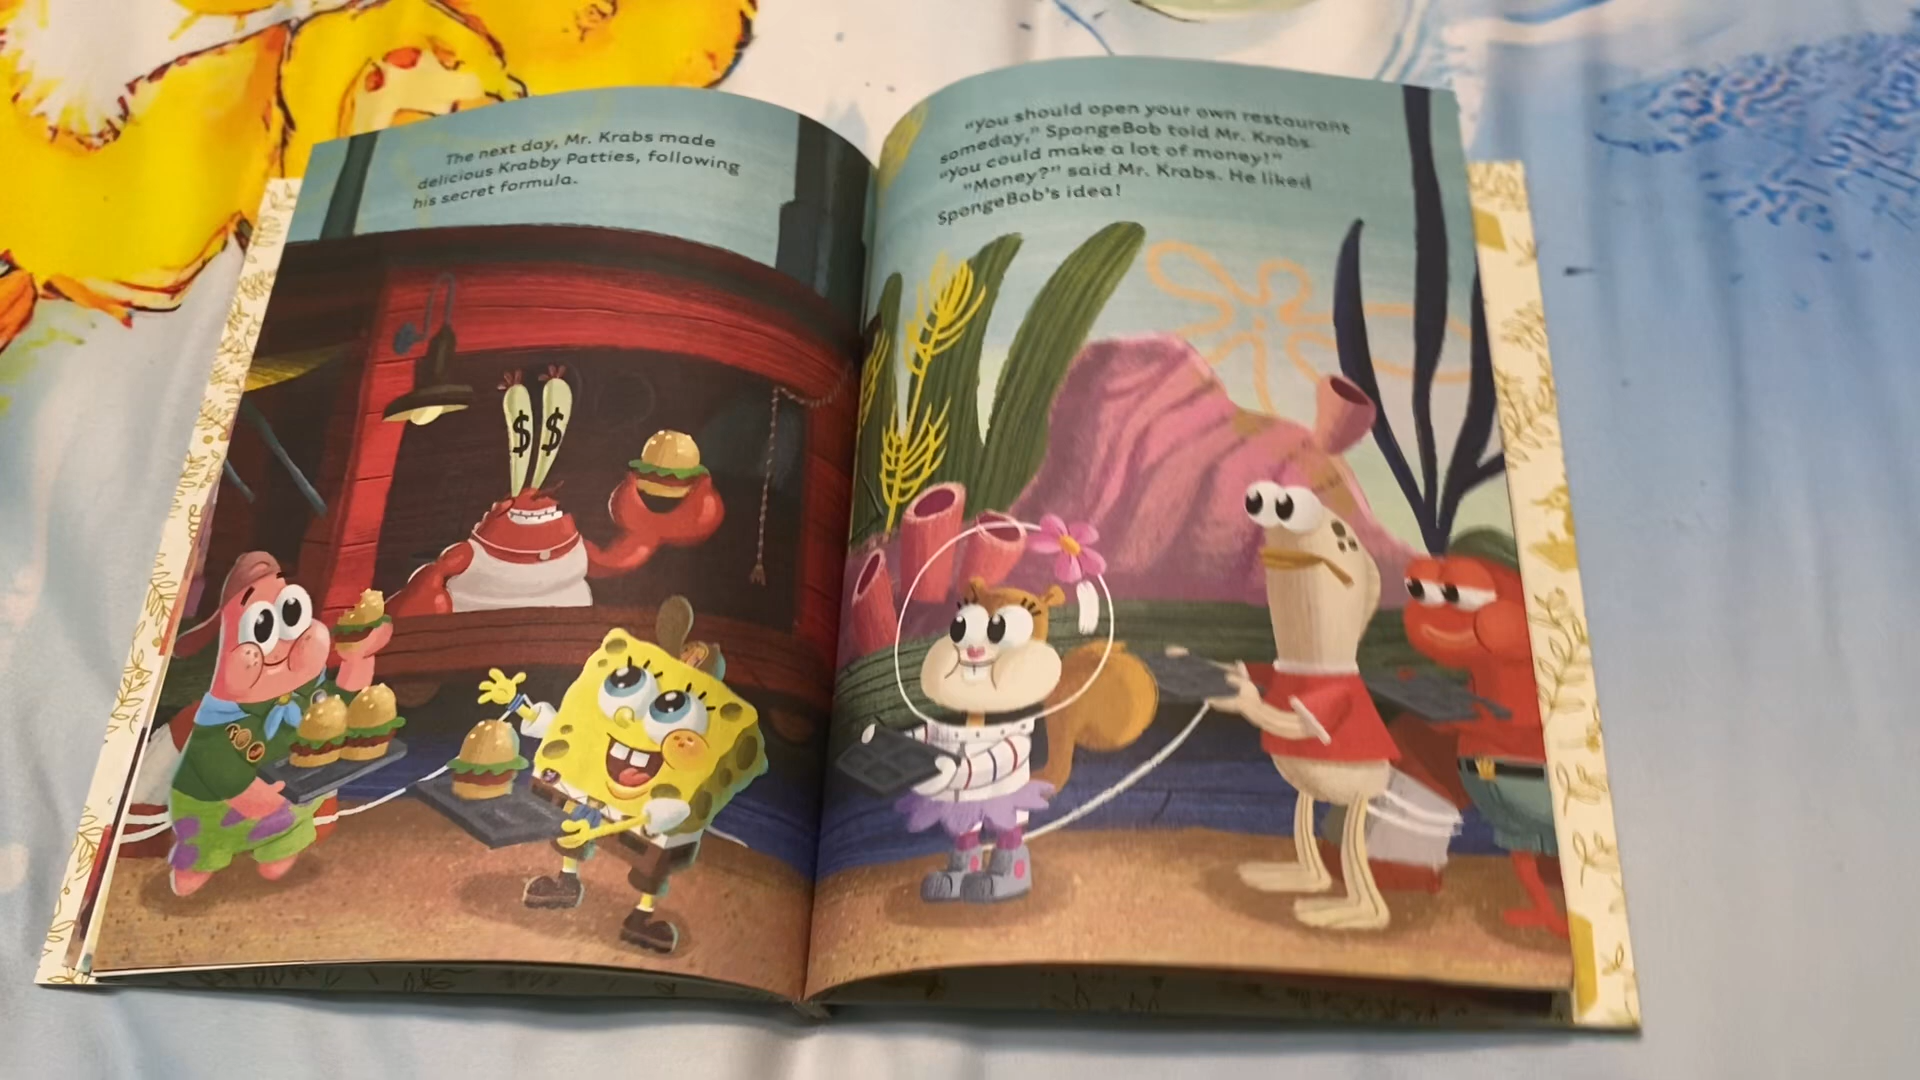 The next day, Mr. Krabs made
delicious Krabby Patties, following
his secret formula.
"You should open your own restaurant
someday," SpongeBob told Mr. Krabs.
"You could make a lot of money!"
"Money?" said Mr. Krabs. He liked
SpongeBob's idea!
$ $